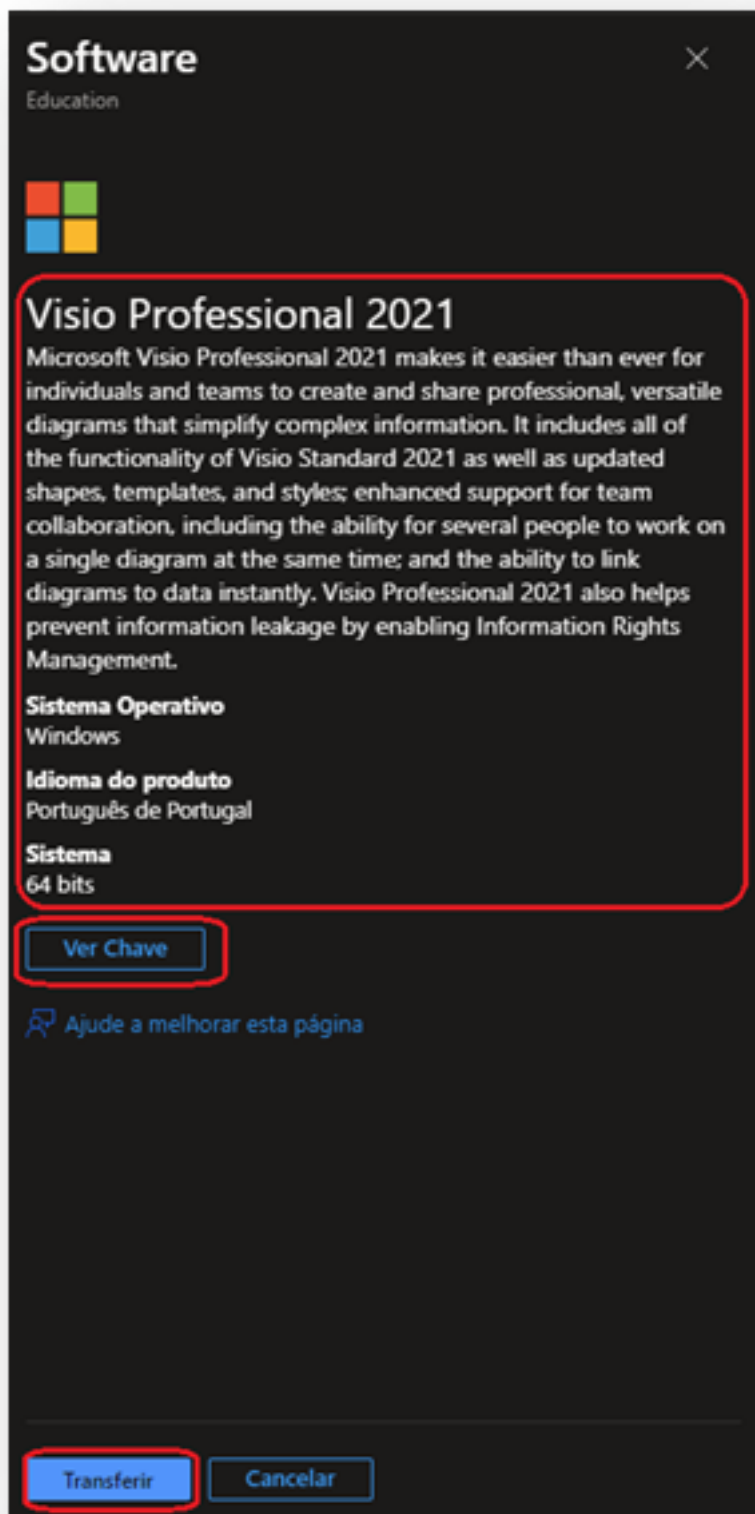 Software
Education
Visio Professional 2021
Microsoft Visio Professional 2021 makes it easier than ever for
individuals and teams to create and share professional, versatile
diagrams that simplify complex information. It includes all of
the functionality of Visio Standard 2021 as well as updated
shapes, templates, and styles; enhanced support for team
collaboration, including the ability for several people to work on
a single diagram at the same time; and the ability to link
diagrams to data instantly. Visio Professional 2021 also helps
prevent information leakage by enabling Information Rights
Management.
Sistema Operativo
Windows
Idioma do produto
Português de Portugal
Sistema
64 bits
Ver Chave
Ajude a melhorar esta página
Transferir
Cancelar